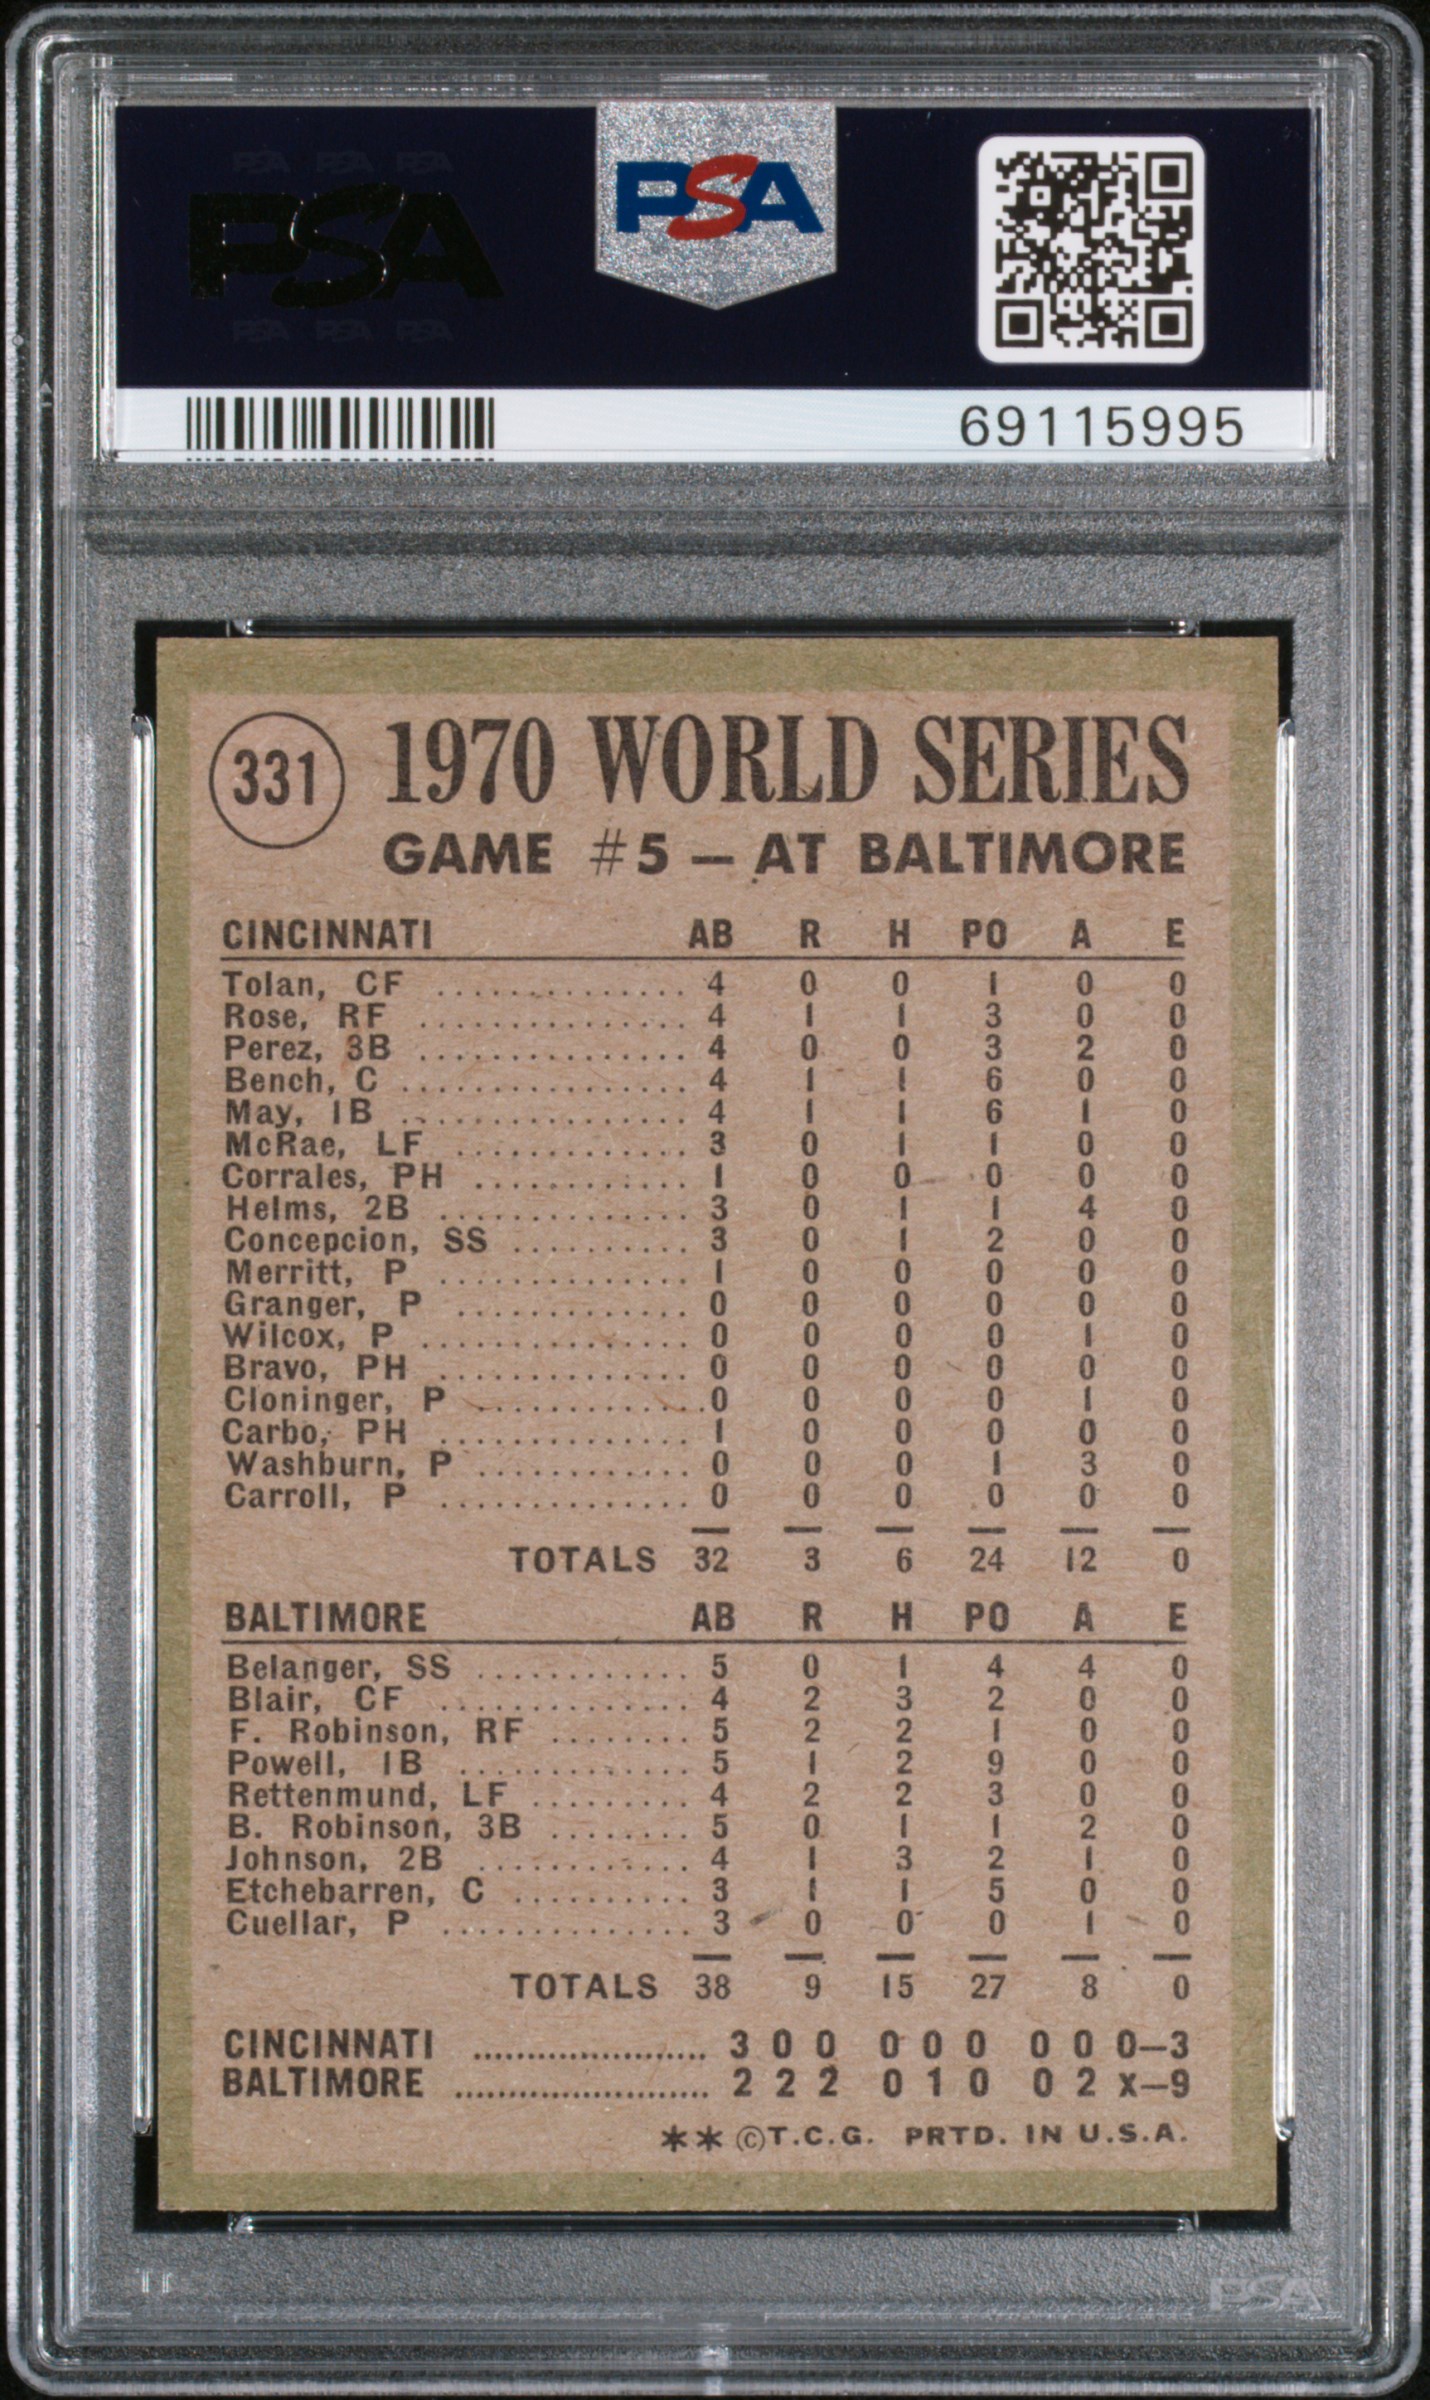 PSA PSA PSA
PSA
PSA PSA PSA
PSA
69115995
331 1970 WORLD SERIES
GAME #5 — AT BALTIMORE
CINCINNATI AB R H PO A E
Tolan, CF .............. 4 0 0 1 0 0
Rose, RF ............... 4 1 1 3 0 0
Perez, 3B ............... 4 0 0 3 2 0
Bench, C ................ 4 1 1 6 0 0
May, 1B ................ 4 1 1 6 1 0
McRae, LF ............. 3 0 1 1 0 0
Corrales, PH ............ 1 0 0 0 0 0
Helms, 2B .............. 3 0 1 1 4 0
Concepcion, SS .......... 3 0 1 2 0 0
Merritt, P .............. 1 0 0 0 0 0
Granger, P ............. 0 0 0 0 0 0
Wilcox, P ............... 0 0 0 0 1 0
Bravo, PH .............. 0 0 0 0 0 0
Cloninger, P ............. 0 0 0 0 1 0
Carbo, PH .............. 1 0 0 0 0 0
Washburn, P ............ 0 0 0 1 3 0
Carroll, P .............. 0 0 0 0 0 0
TOTALS 32 3 6 24 12 0
BALTIMORE AB R H PO A E
Belanger, SS ............ 5 0 1 4 4 0
Blair, CF .............. 4 2 3 2 0 0
F. Robinson, RF ........ 5 2 2 1 0 0
Powell, 1B ............. 5 1 2 9 0 0
Rettenmund, LF ......... 4 2 2 3 0 0
B. Robinson, 3B ........ 5 0 1 1 2 0
Johnson, 2B ............ 4 1 3 2 1 0
Etchebarren, C .......... 3 1 1 5 0 0
Cuellar, P .............. 3 0 0 0 1 0
TOTALS 38 9 15 27 8 0
CINCINNATI ...................... 3 0 0 0 0 0 0 0 0—3
BALTIMORE ........................ 2 2 2 0 1 0 0 2 x—9
** ©T.C.G. PRTD. IN U.S.A.
PSA